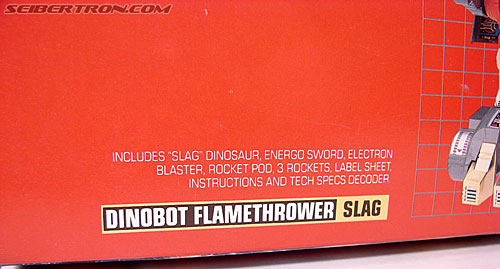 SEIBERTRON.COM
INCLUDES "SLAG" DINOSAUR, ENERGO SWORD, ELECTRON
BLASTER, ROCKET POD, 3 ROCKETS, LABEL SHEET,
INSTRUCTIONS AND TECH SPECS DECODER.
DINOBOT FLAMETHROWER SLAG